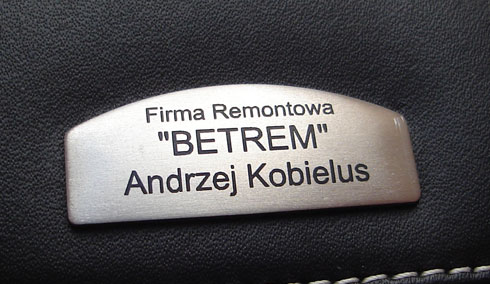 Firma Remontowa
"BETREM"
Andrzej Kobielus